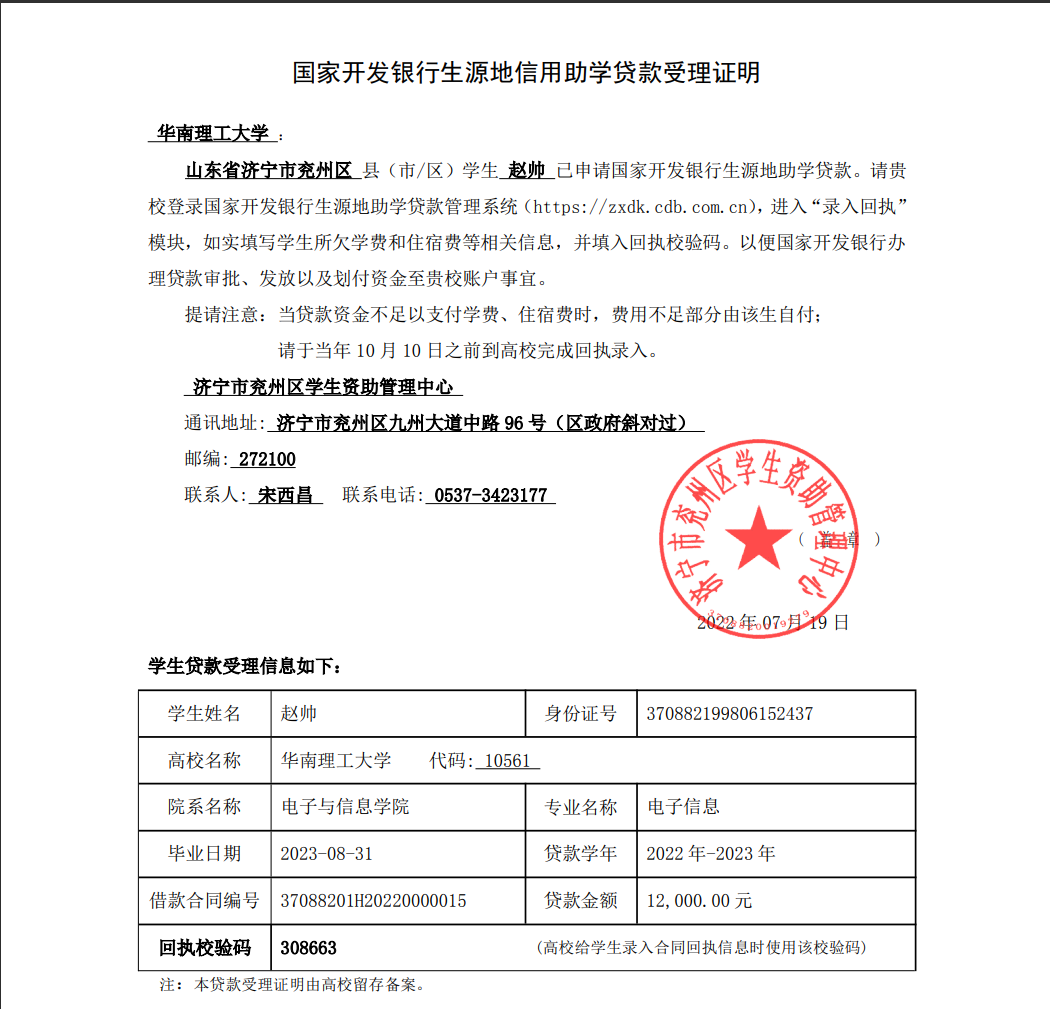 国家开发银行生源地信用助学贷款受理证明
华南理工大学：
山东省济宁市兖州区 县（市/区）学生 赵帅 已申请国家开发银行生源地助学贷款。请贵
校登录国家开发银行生源地助学贷款管理系统（https://zxdk.cdb.com.cn），进入“录入回执”
模块，如实填写学生所欠学费和住宿费等相关信息，并填入回执校验码。以便国家开发银行办
理贷款审批、发放以及划付资金至贵校账户事宜。
提请注意：当贷款资金不足以支付学费、住宿费时，费用不足部分由该生自付；
请于当年 10 月 10 日之前到高校完成回执录入。
济宁市兖州区学生资助管理中心
通讯地址: 济宁市兖州区九州大道中路 96 号（区政府斜对过）
邮编: 272100
联系人: 宋西昌 联系电话: 0537-3423177
济宁市兖州区学生资助管理中心
（ 盖 章 ）
2022 年 07 月 19 日
学生贷款受理信息如下：
学生姓名 赵帅 身份证号 370882199806152437
高校名称 华南理工大学 代码: 10561
院系名称 电子与信息学院 专业名称 电子信息
毕业日期 2023-08-31 贷款学年 2022 年-2023 年
借款合同编号 37088201H20220000015 贷款金额 12,000.00 元
回执校验码 308663 (高校给学生录入合同回执信息时使用该校验码)
注： 本贷款受理证明由高校留存备案。